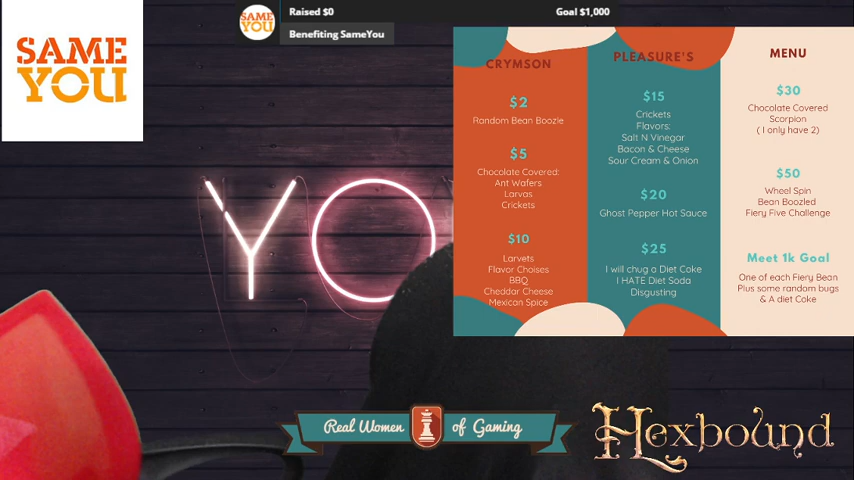 SAME
YOU
SAME
YOU
Raised $0
Goal $1,000
Benefiting SameYou
YO
CRYMSON
$2
Random Bean Boozle
$5
Chocolate Covered:
Ant Wafers
Larvas
Crickets
$10
Larvets
Flavor Choises
BBQ
Cheddar Cheese
Mexican Spice
PLEASURE'S
$15
Crickets
Flavors:
Salt N Vinegar
Bacon & Cheese
Sour Cream & Onion
$20
Ghost Pepper Hot Sauce
$25
I will chug a Diet Coke
I HATE Diet Soda
Disgusting
MENU
$30
Chocolate Covered
Scorpion
( I only have 2)
$50
Wheel Spin
Bean Boozled
Fiery Five Challenge
Meet 1k Goal
One of each Fiery Bean
Plus some random bugs
& A diet Coke
Real Women of Gaming
Hexbound